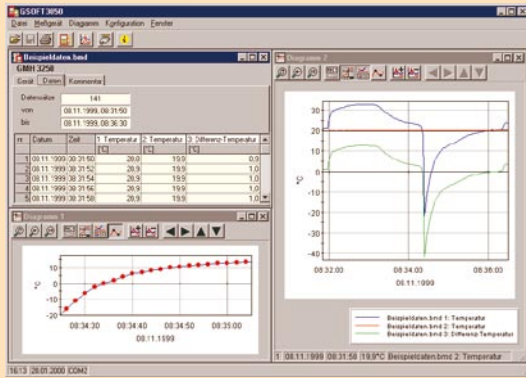 GSOFT3050
Datei Meßgerät Diagramm Konfiguration Fenster
Beispieldaten.bmd
GMH 3250
Gerät Daten Kommentar
Datensätze 141
von 08.11.1999, 08:31:50
bis 08.11.1999, 08:36:30
nr. Datum Zeit 1: Temperatur 2: Temperatur 3: Differenz-Temperatur
[°C] [°C] [°C]
1 08.11.1999 08:31:50 20,8 19,9 0,9
2 08.11.1999 08:31:52 20,9 19,9 1,0
3 08.11.1999 08:31:54 20,9 19,9 1,0
4 08.11.1999 08:31:56 20,9 19,9 1,0
5 08.11.1999 08:31:58 20,9 19,9 1,0
Diagramm 1
10
0
-10
-20
°C
08:34:30 08:34:40 08:34:50 08:35:00
08.11.1999
Diagramm 2
30
20
10
0
-10
-20
-30
-40
°C
08:32:00 08:34:00 08:36:00
08.11.1999
Beispieldaten.bmd 1: Temperatur
Beispieldaten.bmd 2: Temperatur
Beispieldaten.bmd 3: Differenz-Temperatur
1 08.11.1999 08:31:58 19,9°C Beispieldaten.bmd 2: Temperatur
16:13 28.01.2000 COM2